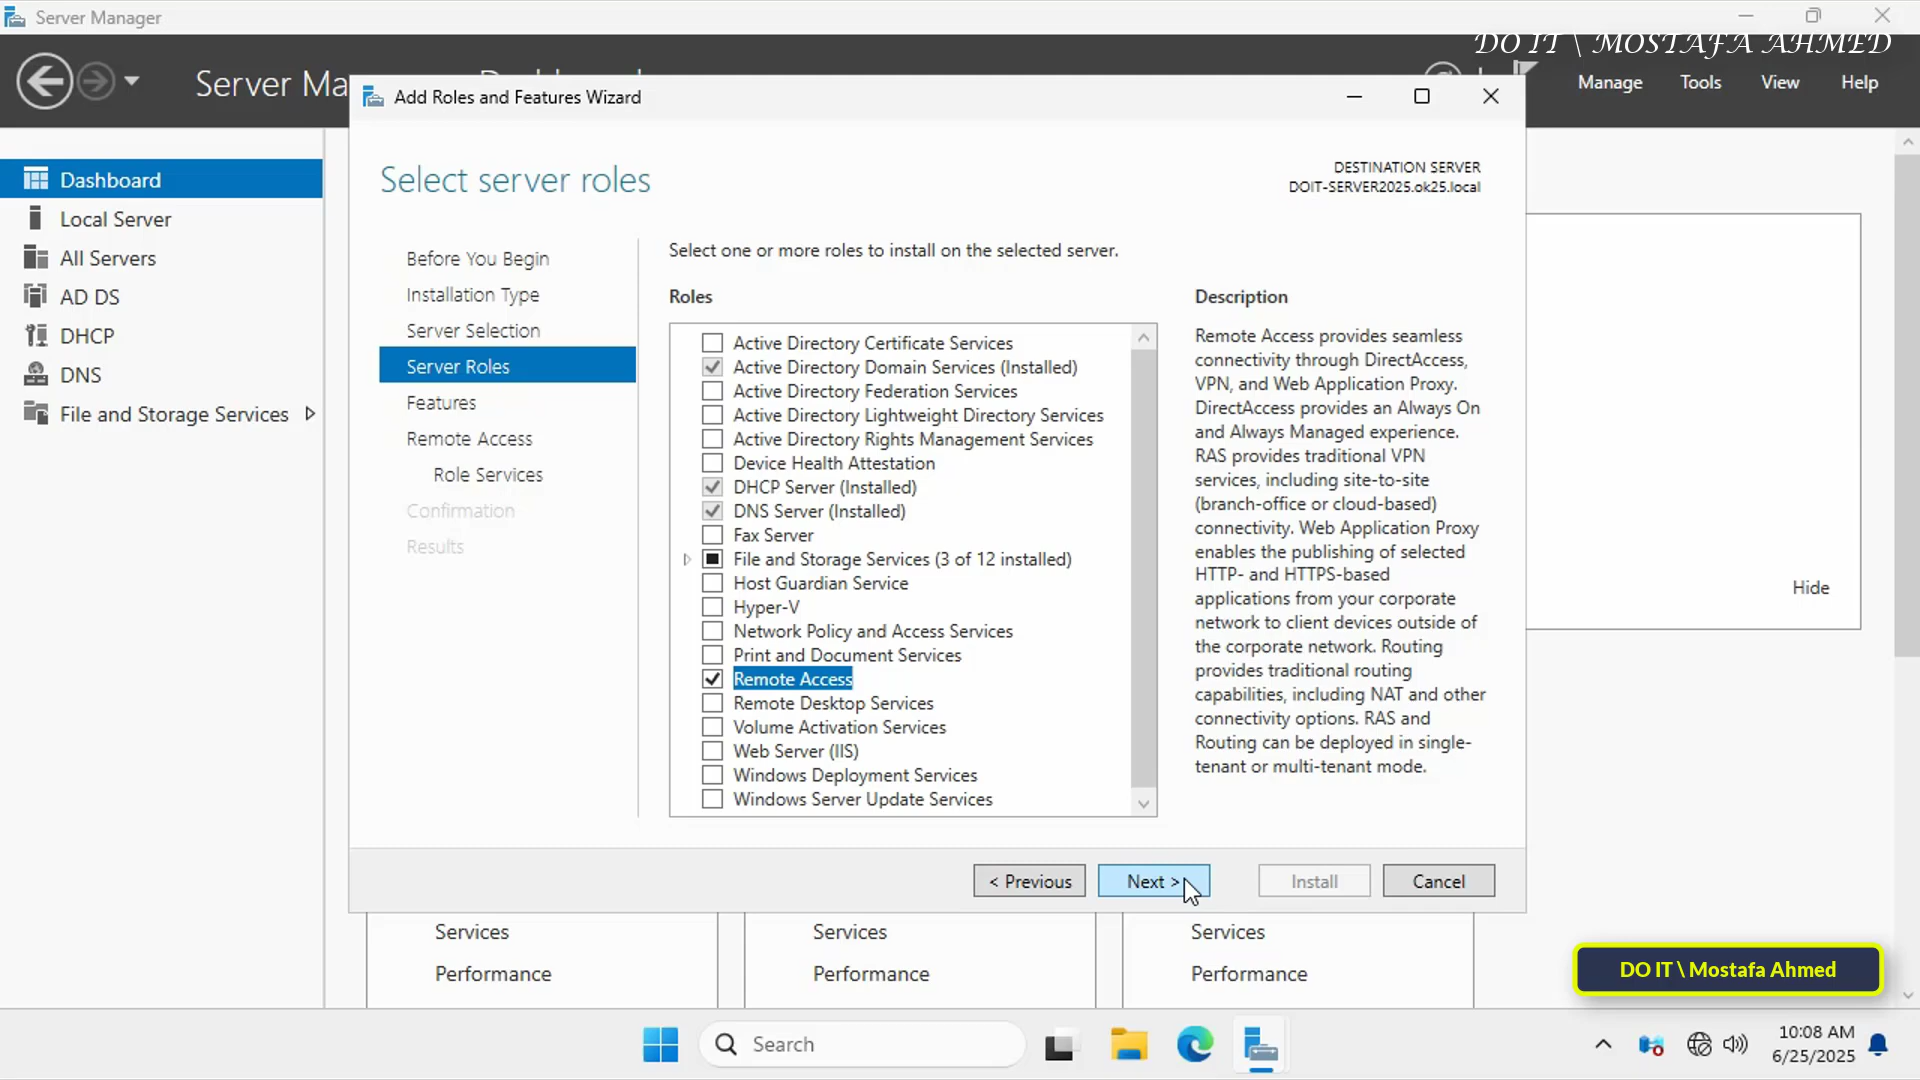 Server Manager
DO IT \ MOSTAFA AHMED
Server Ma
Manage
Tools
View
Help
Dashboard
Local Server
All Servers
AD DS
DHCP
DNS
File and Storage Services
Add Roles and Features Wizard
Select server roles
DESTINATION SERVER
DOIT-SERVER2025.ok25.local
Before You Begin
Installation Type
Server Selection
Server Roles
Features
Remote Access
Role Services
Confirmation
Results
Select one or more roles to install on the selected server.
Roles
Active Directory Certificate Services
Active Directory Domain Services (Installed)
Active Directory Federation Services
Active Directory Lightweight Directory Services
Active Directory Rights Management Services
Device Health Attestation
DHCP Server (Installed)
DNS Server (Installed)
Fax Server
File and Storage Services (3 of 12 installed)
Host Guardian Service
Hyper-V
Network Policy and Access Services
Print and Document Services
Remote Access
Remote Desktop Services
Volume Activation Services
Web Server (IIS)
Windows Deployment Services
Windows Server Update Services
Description
Remote Access provides seamless
connectivity through DirectAccess,
VPN, and Web Application Proxy.
DirectAccess provides an Always On
and Always Managed experience.
RAS provides traditional VPN
services, including site-to-site
(branch-office or cloud-based)
connectivity. Web Application Proxy
enables the publishing of selected
HTTP- and HTTPS-based
applications from your corporate
network to client devices outside of
the corporate network. Routing
provides traditional routing
capabilities, including NAT and other
connectivity options. RAS and
Routing can be deployed in single-
tenant or multi-tenant mode.
Hide
< Previous
Next >
Install
Cancel
Services
Performance
Services
Performance
Services
Performance
DO IT \ Mostafa Ahmed
Search
10:08 AM
6/25/2025